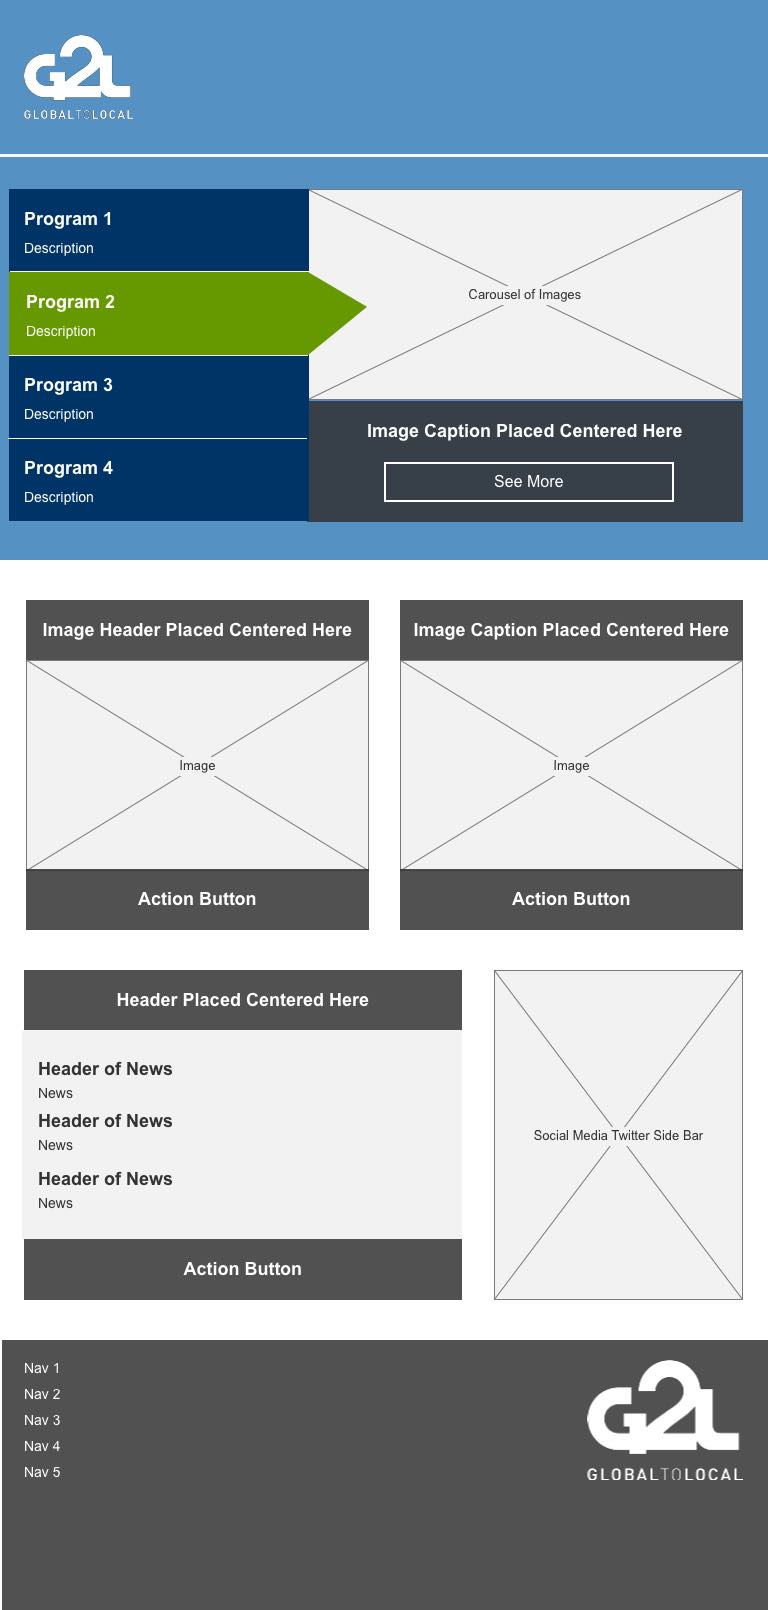 G2L
GLOBALTOLOCAL
Program 1
Description
Program 2
Description
Program 3
Description
Program 4
Description
Carousel of Images
Image Caption Placed Centered Here
See More
Image Header Placed Centered Here
Image
Action Button
Image Caption Placed Centered Here
Image
Action Button
Header Placed Centered Here
Header of News
News
Header of News
News
Header of News
News
Action Button
Social Media Twitter Side Bar
Nav 1
Nav 2
Nav 3
Nav 4
Nav 5
G2L
GLOBALTOLOCAL